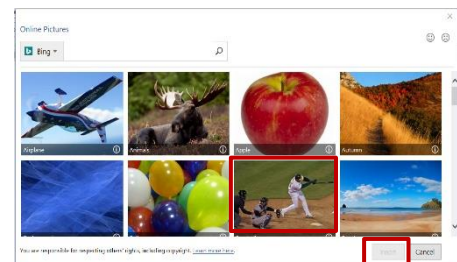 Online Pictures
Bing
Airplane
Animals
Apple
Autumn
You are responsible for respecting others' rights, including copyright. Learn more here.
Insert
Cancel